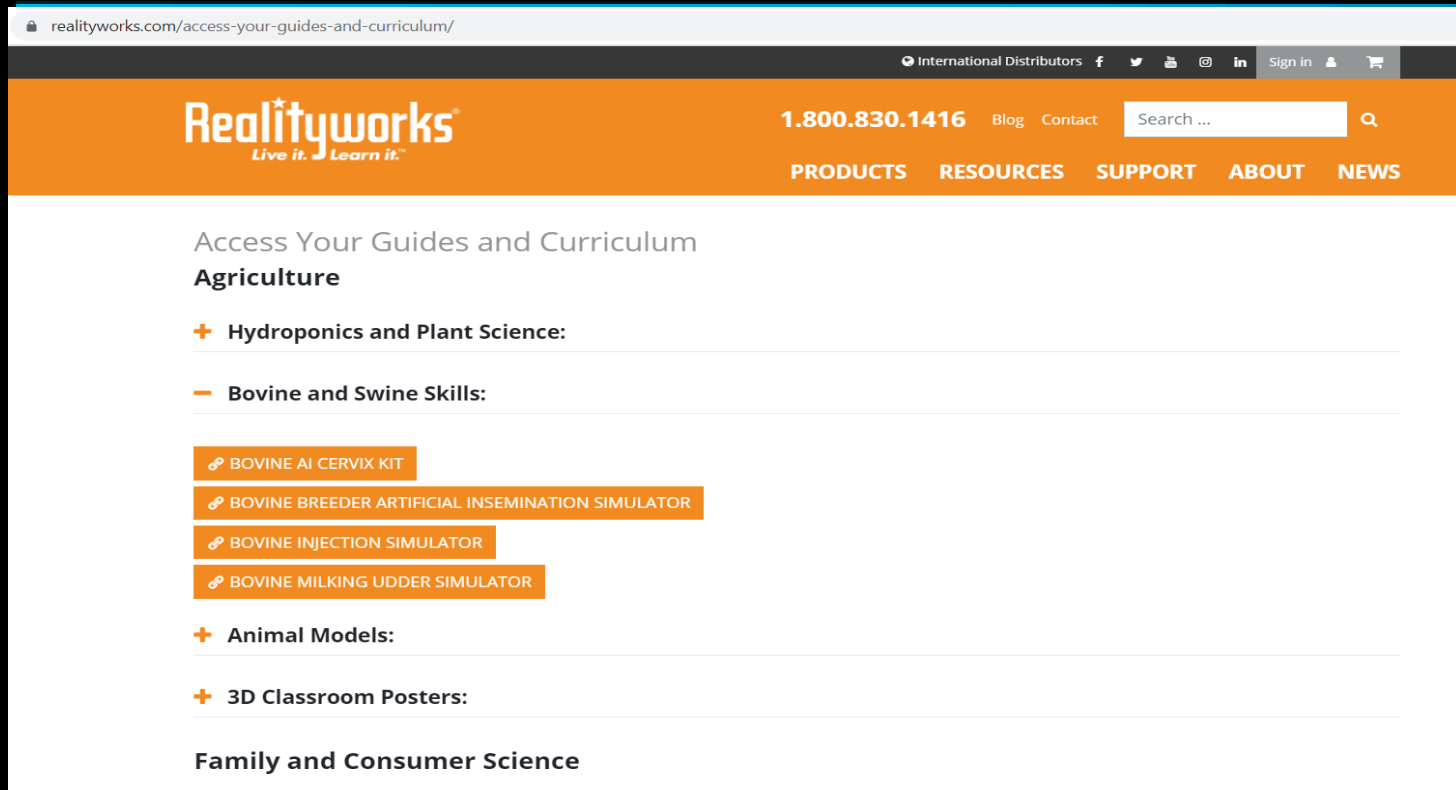 realityworks.com/access-your-guides-and-curriculum/
International Distributors Sign in
Realityworks®
Live it. Learn it.™
1.800.830.1416 Blog Contact Search ...
PRODUCTS RESOURCES SUPPORT ABOUT NEWS
Access Your Guides and Curriculum
Agriculture
Hydroponics and Plant Science:
Bovine and Swine Skills:
BOVINE AI CERVIX KIT
BOVINE BREEDER ARTIFICIAL INSEMINATION SIMULATOR
BOVINE INJECTION SIMULATOR
BOVINE MILKING UDDER SIMULATOR
Animal Models:
3D Classroom Posters:
Family and Consumer Science